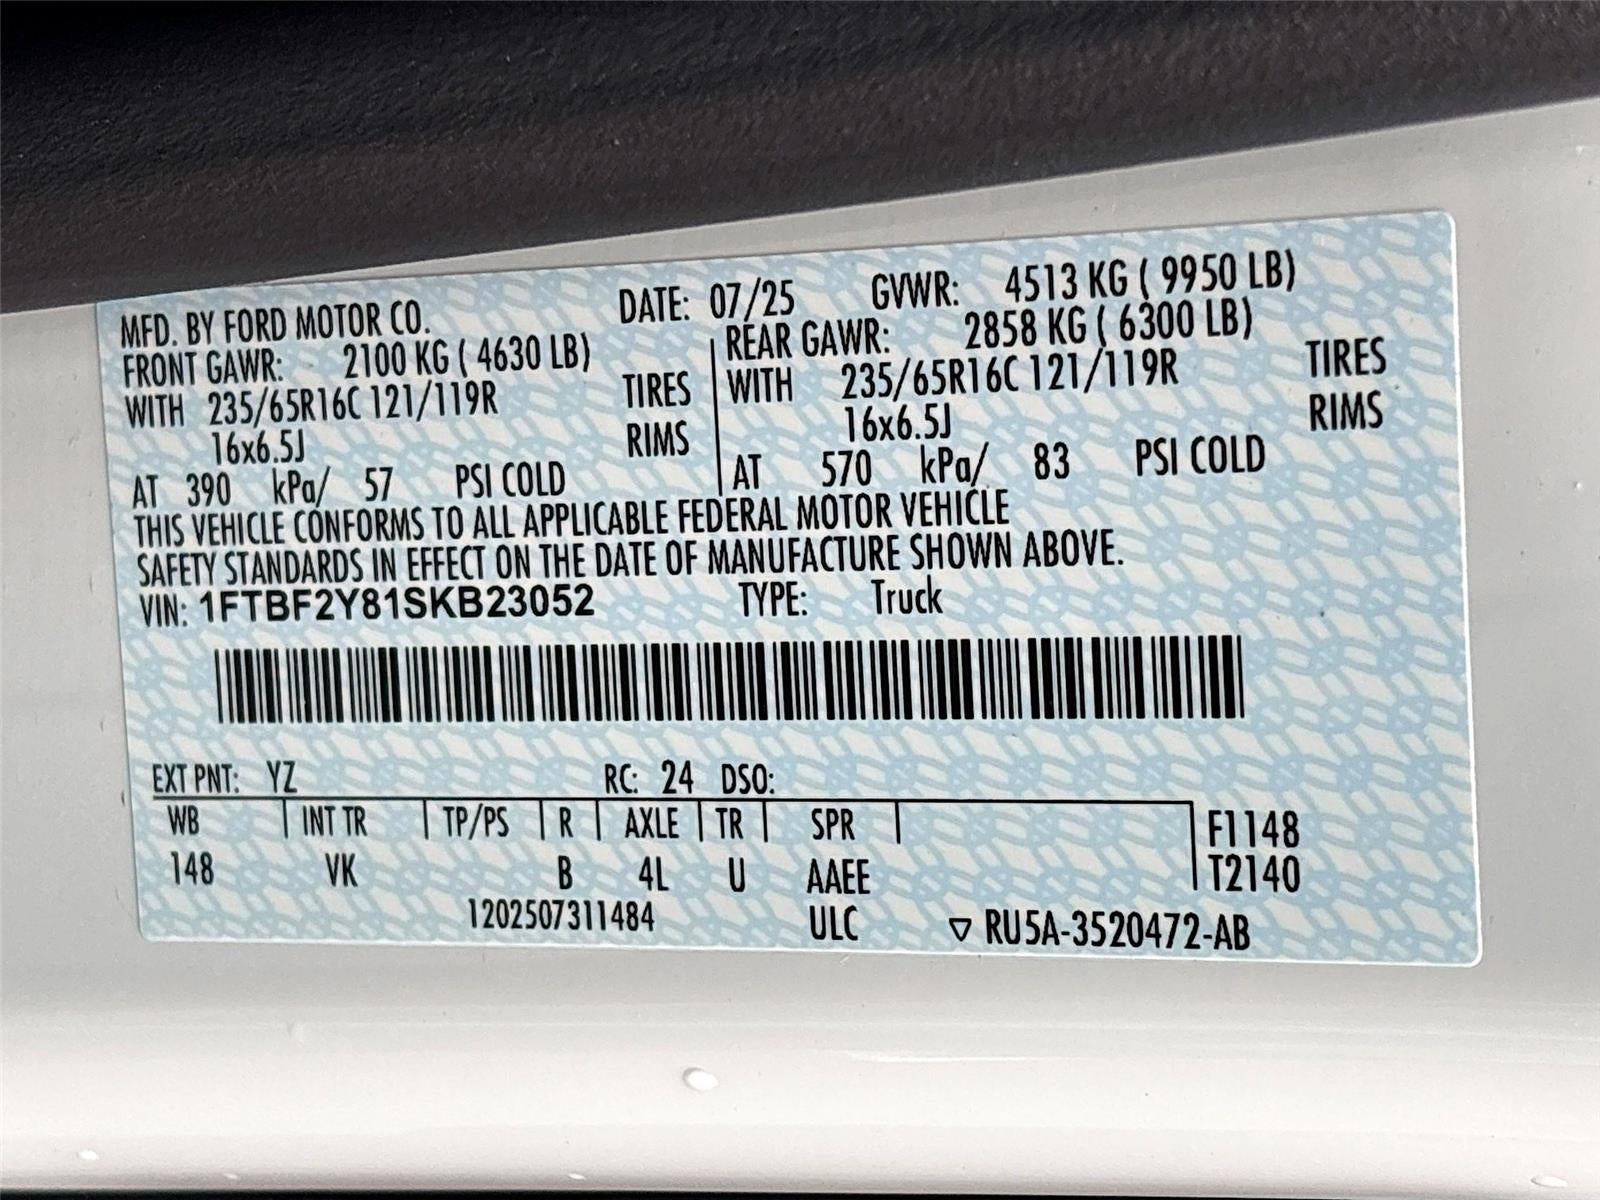 MFD. BY FORD MOTOR CO. DATE: 07/25 GVWR: 4513 KG ( 9950 LB)
FRONT GAWR: 2100 KG ( 4630 LB) REAR GAWR: 2858 KG ( 6300 LB)
WITH 235/65R16C 121/119R TIRES WITH 235/65R16C 121/119R TIRES
16x6.5J RIMS 16x6.5J RIMS
AT 390 kPa/ 57 PSI COLD AT 570 kPa/ 83 PSI COLD
THIS VEHICLE CONFORMS TO ALL APPLICABLE FEDERAL MOTOR VEHICLE
SAFETY STANDARDS IN EFFECT ON THE DATE OF MANUFACTURE SHOWN ABOVE.
VIN: 1FTBF2Y81SKB23052 TYPE: Truck
EXT PNT: YZ RC: 24 DSO:
WB INT TR TP/PS R AXLE TR SPR F1148
148 VK B 4L U AAEE T2140
1202507311484 ULC ▽ RU5A-3520472-AB